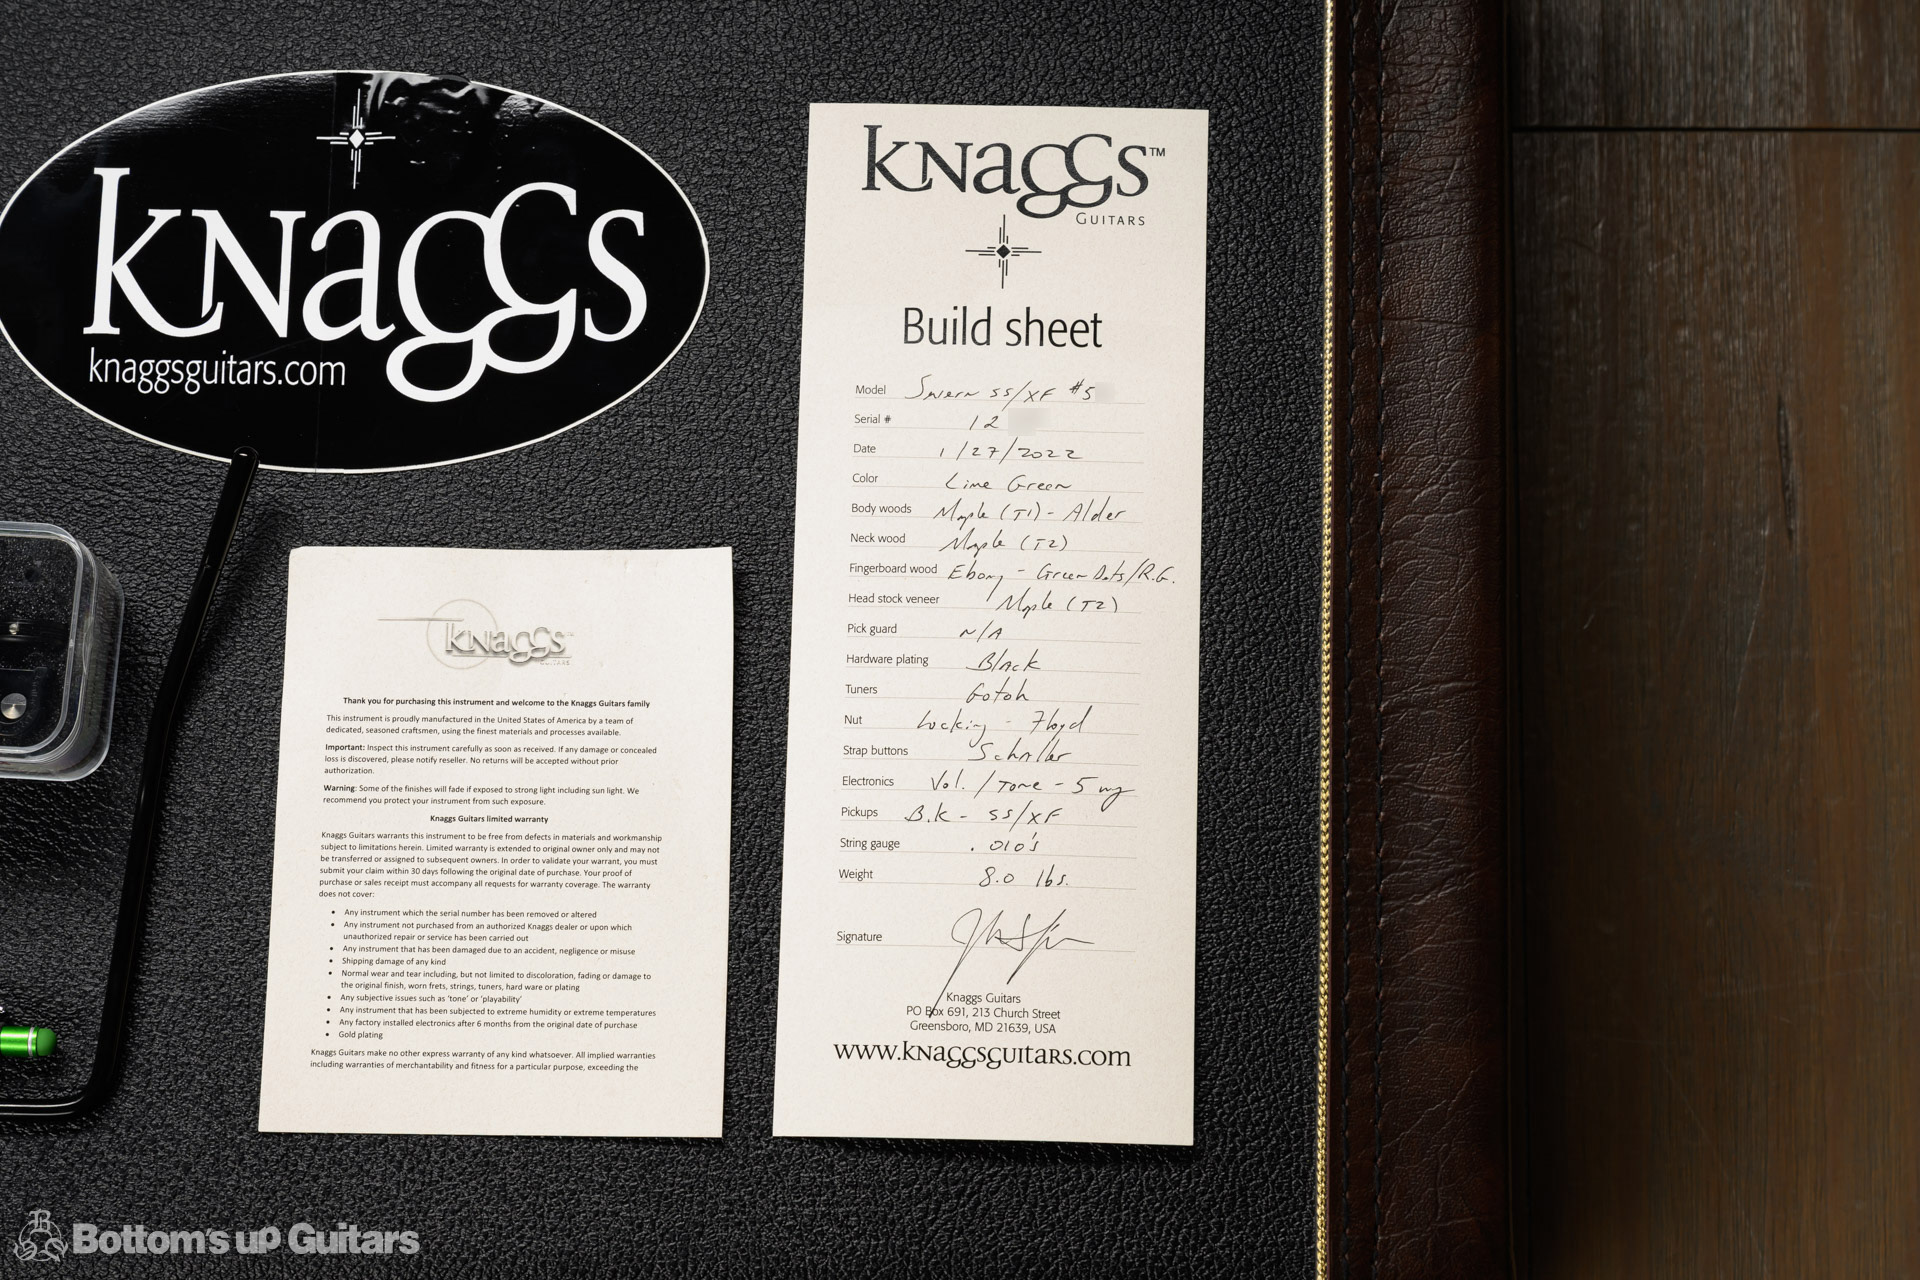 KNaGGs
knaggsguitars.com
KNaGGs™
GUITARS
Build sheet
Model Severn SS/XF #5
Serial # 12
Date 1/27/2022
Color Lime Green
Body woods Maple (T1) - Alder
Neck wood Maple (T2)
Fingerboard wood Ebony - Green Dots/R.G.
Head stock veneer Maple (T2)
Pick guard N/A
Hardware plating Black
Tuners Gotoh
Nut Locking - Floyd
Strap buttons Schaller
Electronics Vol. / Tone - 5 way
Pickups B.K - SS/XF
String gauge .010's
Weight 8.0 lbs.
Signature
Knaggs Guitars
PO Box 691, 213 Church Street
Greensboro, MD 21639, USA
www.KNaGGsGUITaRs.com
KNaGGs
GUITARS
Thank you for purchasing this instrument and welcome to the Knaggs Guitars family
This instrument is proudly manufactured in the United States of America by a team of
dedicated, seasoned craftsmen, using the finest materials and processes available.
Important: Inspect this instrument carefully as soon as received. If any damage or concealed
loss is discovered, please notify reseller. No returns will be accepted without prior
authorization.
Warning: Some of the finishes will fade if exposed to strong light including sun light. We
recommend you protect your instrument from such exposure.
Knaggs Guitars limited warranty
Knaggs Guitars warrants this instrument to be free from defects in materials and workmanship
subject to limitations herein. Limited warranty is extended to original owner only and may not
be transferred or assigned to subsequent owners. In order to validate your warrant, you must
submit your claim within 30 days following the original date of purchase. Your proof of
purchase or sales receipt must accompany all requests for warranty coverage. The warranty
does not cover:
• Any instrument which the serial number has been removed or altered
• Any instrument not purchased from an authorized Knaggs dealer or upon which
unauthorized repair or service has been carried out
• Any instrument that has been damaged due to an accident, negligence or misuse
• Shipping damage of any kind
• Normal wear and tear including, but not limited to discoloration, fading or damage to
the original finish, worn frets, strings, tuners, hard ware or plating
• Any subjective issues such as 'tone' or 'playability'
• Any instrument that has been subjected to extreme humidity or extreme temperatures
• Any factory installed electronics after 6 months from the original date of purchase
• Gold plating
Knaggs Guitars make no other express warranty of any kind whatsoever. All implied warranties
including warranties of merchantability and fitness for a particular purpose, exceeding the
Bottom's up Guitars